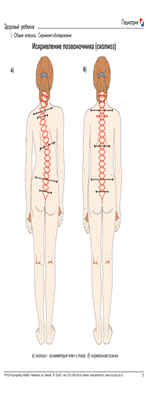 Педиатрия
Здоровый ребенок
I. Общие вопросы. Скрининг-обследование
Искривление позвоночника (сколиоз)
а) б)
а) сколиоз – асимметрия плеч и таза; б) нормальная осанка